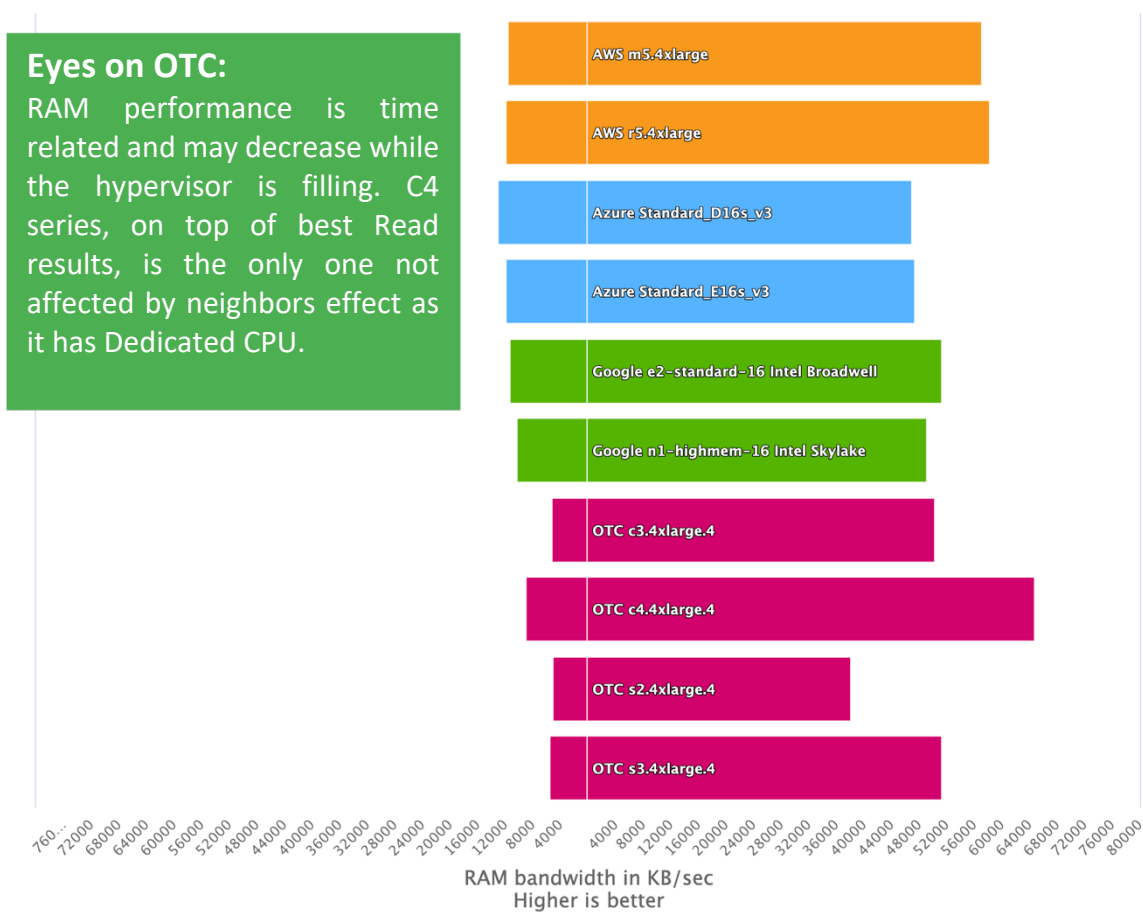 Eyes on OTC:
RAM performance is time
related and may decrease while
the hypervisor is filling. C4
series, on top of best Read
results, is the only one not
affected by neighbors effect as
it has Dedicated CPU.
AWS m5.4xlarge
AWS r5.4xlarge
Azure Standard_D16s_v3
Azure Standard_E16s_v3
Google e2-standard-16 Intel Broadwell
Google n1-highmem-16 Intel Skylake
OTC c3.4xlarge.4
OTC c4.4xlarge.4
OTC s2.4xlarge.4
OTC s3.4xlarge.4
760... 72000 68000 64000 60000 56000 52000 48000 44000 40000 36000 32000 28000 24000 20000 16000 12000 8000 4000 4000 8000 12000 16000 20000 24000 28000 32000 36000 40000 44000 48000 52000 56000 60000 64000 68000 72000 76000 80000
RAM bandwidth in KB/sec
Higher is better